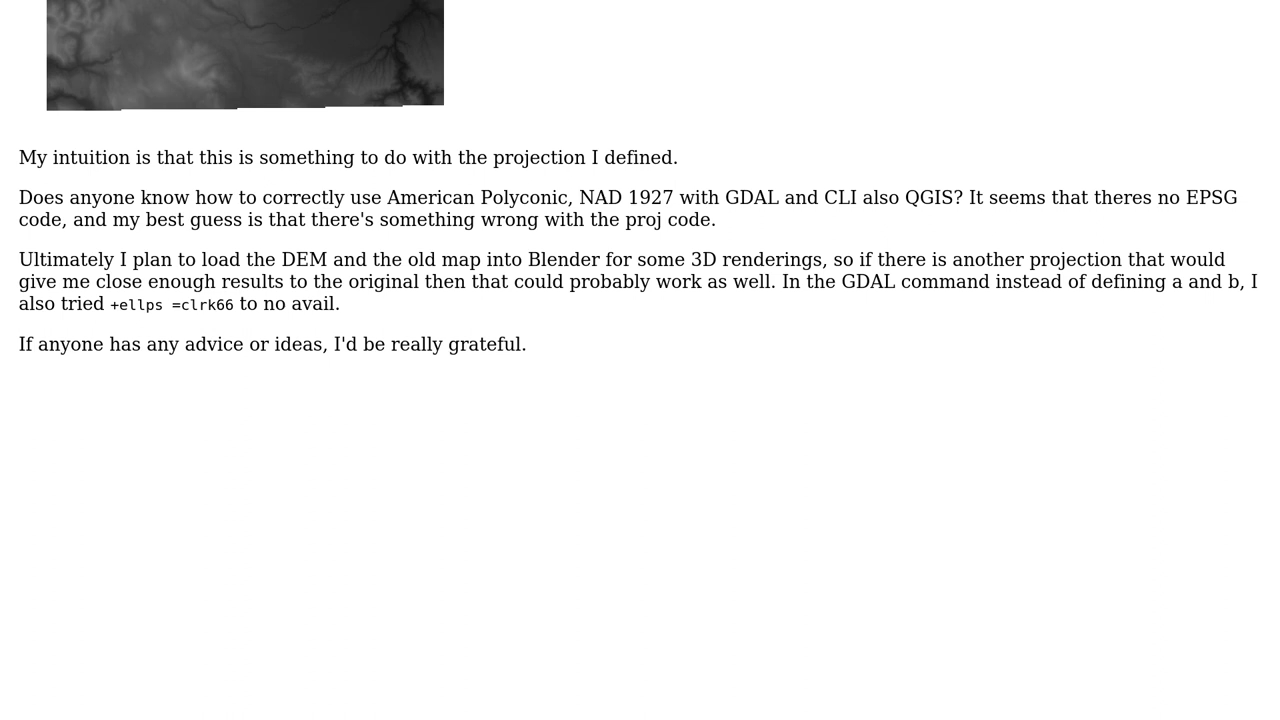 My intuition is that this is something to do with the projection I defined.
Does anyone know how to correctly use American Polyconic, NAD 1927 with GDAL and CLI also QGIS? It seems that theres no EPSG
code, and my best guess is that there's something wrong with the proj code.
Ultimately I plan to load the DEM and the old map into Blender for some 3D renderings, so if there is another projection that would
give me close enough results to the original then that could probably work as well. In the GDAL command instead of defining a and b, I
also tried +ellps =clrk66 to no avail.
If anyone has any advice or ideas, I'd be really grateful.